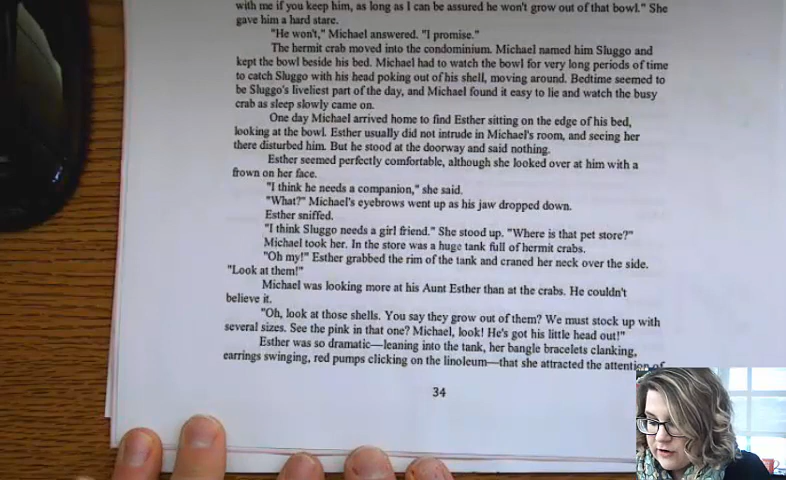 with me if you keep him, as long as I can be assured he won't grow out of that bowl." She
gave him a hard stare.
"He won't," Michael answered. "I promise."
The hermit crab moved into the condominium. Michael named him Sluggo and
kept the bowl beside his bed. Michael had to watch the bowl for very long periods of time
to catch Sluggo with his head poking out of his shell, moving around. Bedtime seemed to
be Sluggo's liveliest part of the day, and Michael found it easy to lie and watch the busy
crab as sleep slowly came on.
One day Michael arrived home to find Esther sitting on the edge of his bed,
looking at the bowl. Esther usually did not intrude in Michael's room, and seeing her
there disturbed him. But he stood at the doorway and said nothing.
Esther seemed perfectly comfortable, although she looked over at him with a
frown on her face.
"I think he needs a companion," she said.
"What?" Michael's eyebrows went up as his jaw dropped down.
Esther sniffed.
"I think Sluggo needs a girl friend." She stood up. "Where is that pet store?"
Michael took her. In the store was a huge tank full of hermit crabs.
"Oh my!" Esther grabbed the rim of the tank and craned her neck over the side.
"Look at them!"
Michael was looking more at his Aunt Esther than at the crabs. He couldn't
believe it.
"Oh, look at those shells. You say they grow out of them? We must stock up with
several sizes. See the pink in that one? Michael, look! He's got his little head out!"
Esther was so dramatic—leaning into the tank, her bangle bracelets clanking,
earrings swinging, red pumps clicking on the linoleum—that she attracted the attention of
34